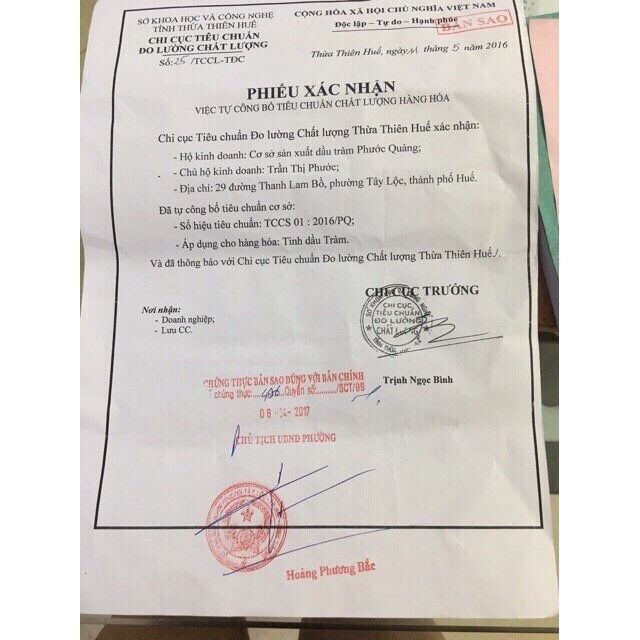 SỞ KHOA HỌC VÀ CÔNG NGHỆ
TỈNH THỪA THIÊN HUẾ
CHI CỤC TIÊU CHUẨN
ĐO LƯỜNG CHẤT LƯỢNG
Số: 25 /TCCL-TĐC
CỘNG HÒA XÃ HỘI CHỦ NGHĨA VIỆT NAM
Độc lập – Tự do – Hạnh phúc
BẢN SAO
Thừa Thiên Huế, ngày 11 tháng 5 năm 2016
PHIẾU XÁC NHẬN
VIỆC TỰ CÔNG BỐ TIÊU CHUẨN CHẤT LƯỢNG HÀNG HÓA
Chi cục Tiêu chuẩn Đo lường Chất lượng Thừa Thiên Huế xác nhận:
- Hộ kinh doanh: Cơ sở sản xuất dầu tràm Phước Quảng;
- Chủ hộ kinh doanh: Trần Thị Phước;
- Địa chỉ: 29 đường Thanh Lam Bồ, phường Tây Lộc, thành phố Huế.
Đã tự công bố tiêu chuẩn cơ sở:
- Số hiệu tiêu chuẩn: TCCS 01 : 2016/PQ;
- Áp dụng cho hàng hóa: Tinh dầu Tràm.
Và đã thông báo với Chi cục Tiêu chuẩn Đo lường Chất lượng Thừa Thiên Huế./.
CHI CỤC TRƯỞNG
CHI CỤC
TIÊU CHUẨN
ĐO LƯỜNG
CHẤT LƯỢNG
Nơi nhận:
- Doanh nghiệp;
- Lưu CC.
Trịnh Ngọc Bình
CHỨNG THỰC BẢN SAO ĐÚNG VỚI BẢN CHÍNH
chứng thực:.......Quyển số........../SCT/BS
08 -04- 2017
CHỦ TỊCH UBND PHƯỜNG
Hoàng Phương Bắc